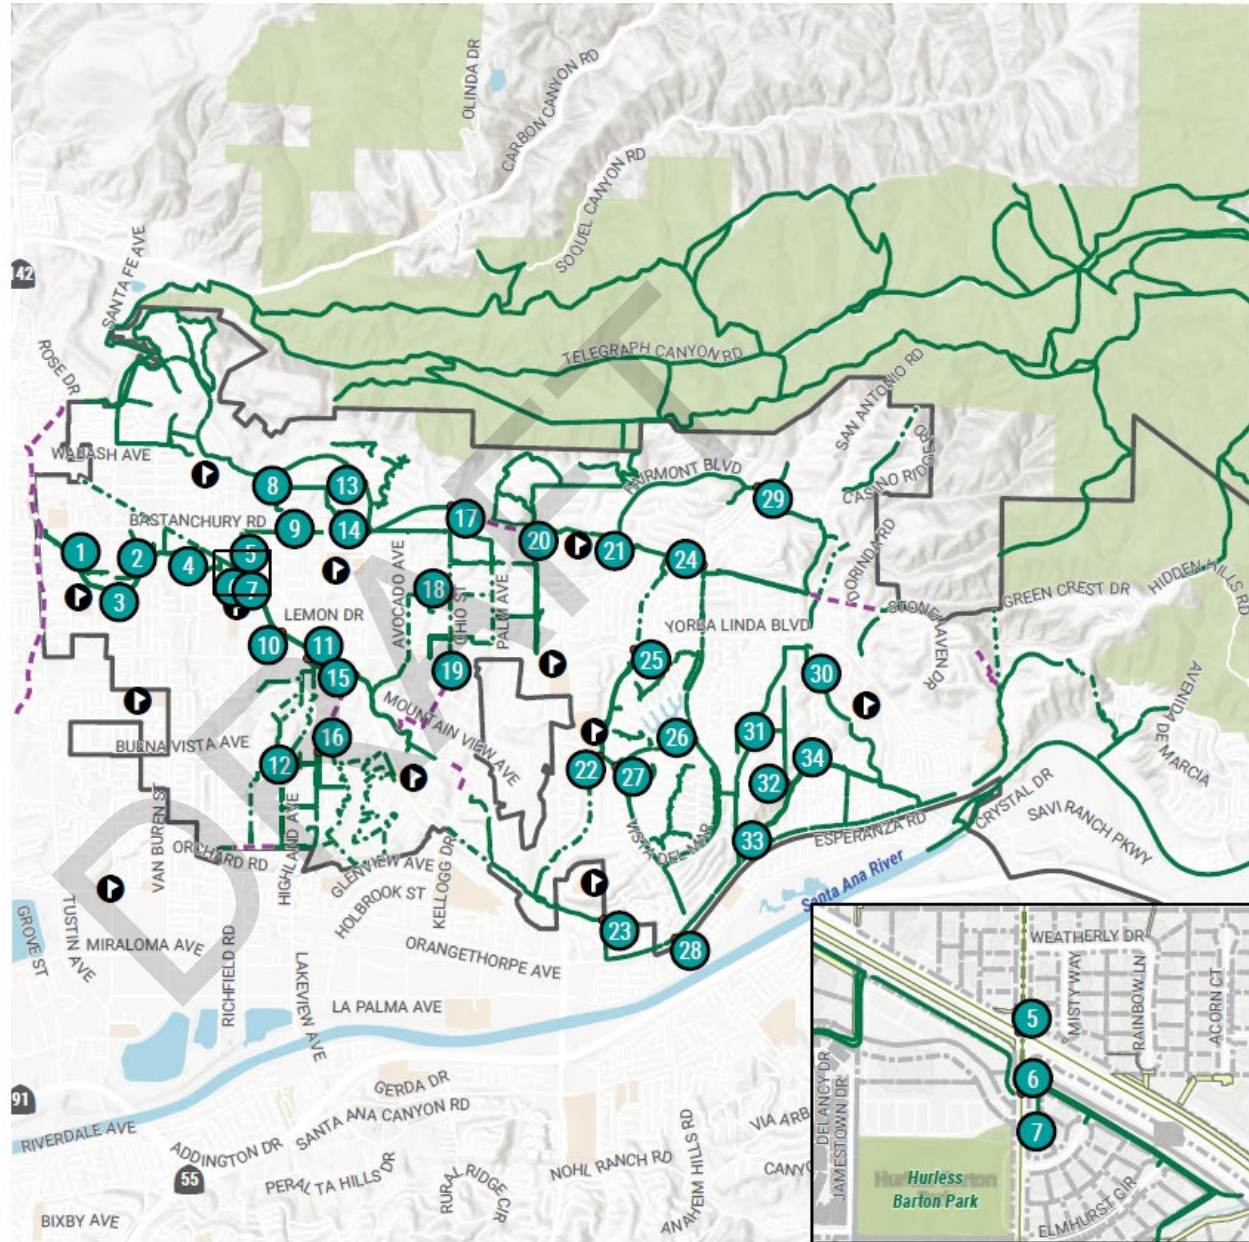 OLINDA DR
CARBON CANYON RD
SOQUEL CANYON RD
SANTA FE AVE
142
ROSE DR
TELEGRAPH CANYON RD
SAN ANTONIO RD
WABASH AVE
FAIRMONT BLVD
CASINO RIDGE RD
8
13
29
BASTANCHURY RD
17
9
14
20
21
24
1
2
4
5
6
7
3
18
AVOCADO AVE
OHIO ST
PALM AVE
DORINDA RD
STONEHAVEN DR
GREEN CREST DR
HIDDEN HILLS RD
LEMON DR
YORBA LINDA BLVD
10
11
15
19
25
30
AVENIDA DE MARCIA
MOUNTAIN VIEW AVE
BUENA VISTA AVE
16
12
22
27
26
31
32
34
VAN BUREN ST
HIGHLAND AVE
ORCHARD RD
GLENVIEW AVE
HOLBROOK ST
KELLOGG DR
VISTA DEL MAR
33
ESPERANZA RD
CRYSTAL DR
SAVI RANCH PKWY
Santa Ana River
23
28
GROVE ST
TUSTIN AVE
MIRALOMA AVE
RICHFIELD RD
LAKEVIEW AVE
ORANGETHORPE AVE
LA PALMA AVE
91
RIVERDALE AVE
GERDA DR
SANTA ANA CANYON RD
ADDINGTON DR
55
PERALTA HILLS DR
RURAL RIDGE CIR
NOHL RANCH RD
ANAHEIM HILLS RD
VIA ARB
CANYO
BIXBY AVE
DRAFT
WEATHERLY DR
MISTY WAY
RAINBOW LN
ACORN CT
5
6
7
DELANCY DR
JAMESTOWN DR
Hurless
Barton Park
ELMHURST CIR